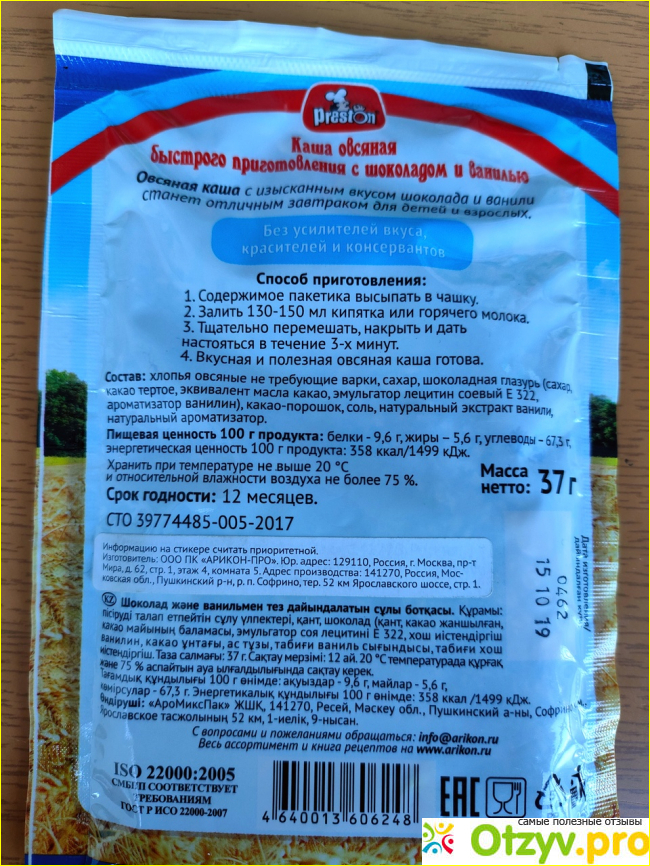 Dr. Preston
Каша овсяная
быстрого приготовления с шоколадом и ванилью
Овсяная каша с изысканным вкусом шоколада и ванили
станет отличным завтраком для детей и взрослых.
Без усилителей вкуса,
красителей и консервантов
Способ приготовления:
1. Содержимое пакетика высыпать в чашку.
2. Залить 130-150 мл кипятка или горячего молока.
3. Тщательно перемешать, накрыть и дать
настояться в течение 3-х минут.
4. Вкусная и полезная овсяная каша готова.
Состав: хлопья овсяные не требующие варки, сахар, шоколадная глазурь (сахар,
какао тертое, эквивалент масла какао, эмульгатор лецитин соевый Е 322,
ароматизатор ванилин), какао-порошок, соль, натуральный экстракт ванили,
натуральный ароматизатор.
Пищевая ценность 100 г продукта: белки - 9,6 г, жиры – 5,6 г, углеводы – 67,3 г,
энергетическая ценность 100 г продукта: 358 ккал/1499 кДж.
Хранить при температуре не выше 20 °С
и относительной влажности воздуха не более 75 %.
Срок годности: 12 месяцев.
Масса
нетто: 37 г
СТО 39774485-005-2017
Дата изготовления/
0462
15 10 19
Информацию на стикере считать приоритетной.
Изготовитель: ООО ПК «АРИКОН-ПРО». Юр. адрес: 129110, Россия, г. Москва, пр-т
Мира, д. 62, стр. 1, этаж 4, комната 5. Адрес производства: 141270, Россия, Мос-
ковская обл., Пушкинский р-н, р. п. Софрино, тер. 52 км Ярославского шоссе, стр. 1.
KZ Шоколад және ванильмен тез дайындалатын сұлы ботқасы. Құрамы:
пісіруді талап етпейтін сұлу үлпектері, қант, шоколад (қант, какао жаншылған,
какао майының баламасы, эмульгатор соя лецитині Е 322, хош иістендіргіш
ванилин, какао ұнтағы, ас тұзы, табиғи ваниль сығындысы, табиғи хош
иістендіргіш. Таза салмағы: 37 г. Сақтау мерзімі: 12 ай. 20 °С температурада құрғақ
және 75 % аспайтын ауа ылғалдылығында сақтау керек.
Тағамдық құндылығы 100 г өнімде: ақуыздар - 9,6 г, майлар - 5,6 г,
көмірсулар - 67,3 г. Энергетикалық құндылығы 100 г өнімде: 358 ккал /1499 кДж.
Өндіруші: «АроМиксПак» ЖШҚ, 141270, Ресей, Мәскеу обл., Пушкинский а-ны, Софрино
Ярославское тасжолының 52 км, 1-иелік, 9-нысан.
С вопросами и пожеланиями обращаться: info@arikon.ru
Весь ассортимент и книга рецептов на www.arikon.ru
ISO 22000:2005
СМБПП СООТВЕТСТВУЕТ
ТРЕБОВАНИЯМ
ГОСТ Р ИСО 22000-2007
4 640013 606248
EAC
самые полезные отзывы
Otzyv.pro